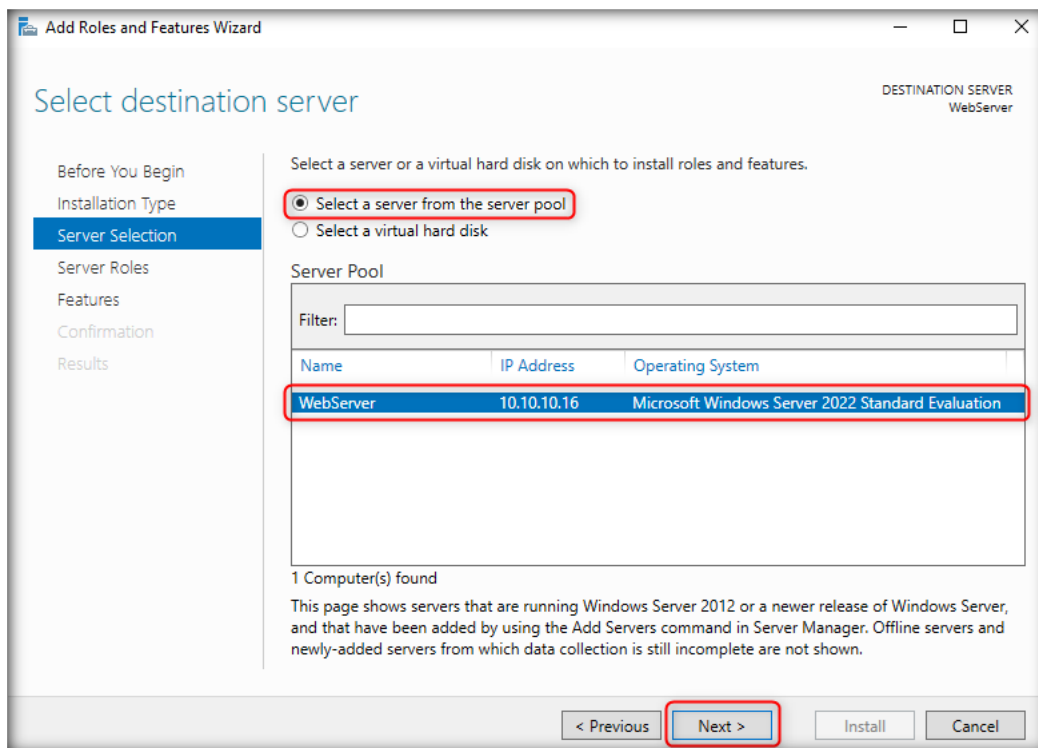 Add Roles and Features Wizard
Select destination server
DESTINATION SERVER
WebServer
Before You Begin
Installation Type
Server Selection
Server Roles
Features
Confirmation
Results
Select a server or a virtual hard disk on which to install roles and features.
Select a server from the server pool
Select a virtual hard disk
Server Pool
Filter:
Name IP Address Operating System
WebServer 10.10.10.16 Microsoft Windows Server 2022 Standard Evaluation
1 Computer(s) found
This page shows servers that are running Windows Server 2012 or a newer release of Windows Server,
and that have been added by using the Add Servers command in Server Manager. Offline servers and
newly-added servers from which data collection is still incomplete are not shown.
< Previous Next > Install Cancel